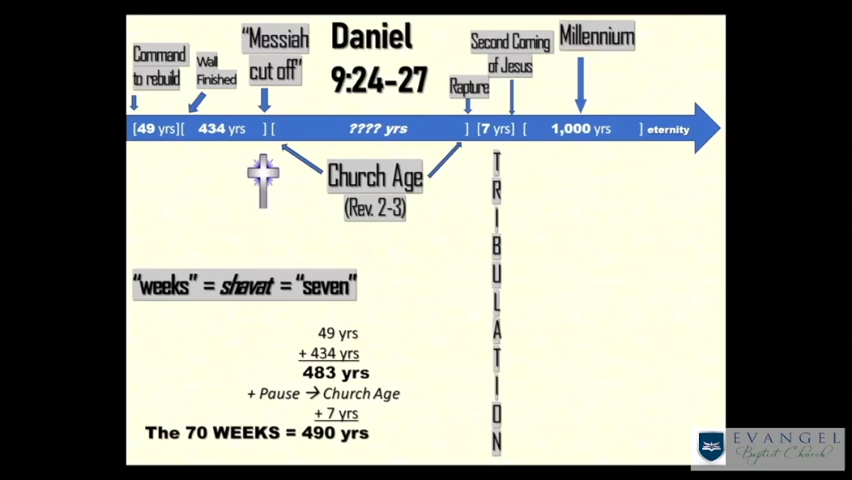 Daniel
9:24-27
Command
to rebuild
Wall
Finished
"Messiah
cut off"
Rapture
Second Coming
of Jesus
Millennium
[49 yrs][ 434 yrs ] [ ???? yrs ] [7 yrs] [ 1,000 yrs ] eternity
Church Age
(Rev. 2-3)
TRIBULATION
"weeks" = shavat = "seven"
49 yrs
+ 434 yrs
483 yrs
+ Pause → Church Age
+ 7 yrs
The 70 WEEKS = 490 yrs
EVANGEL
Baptist Church